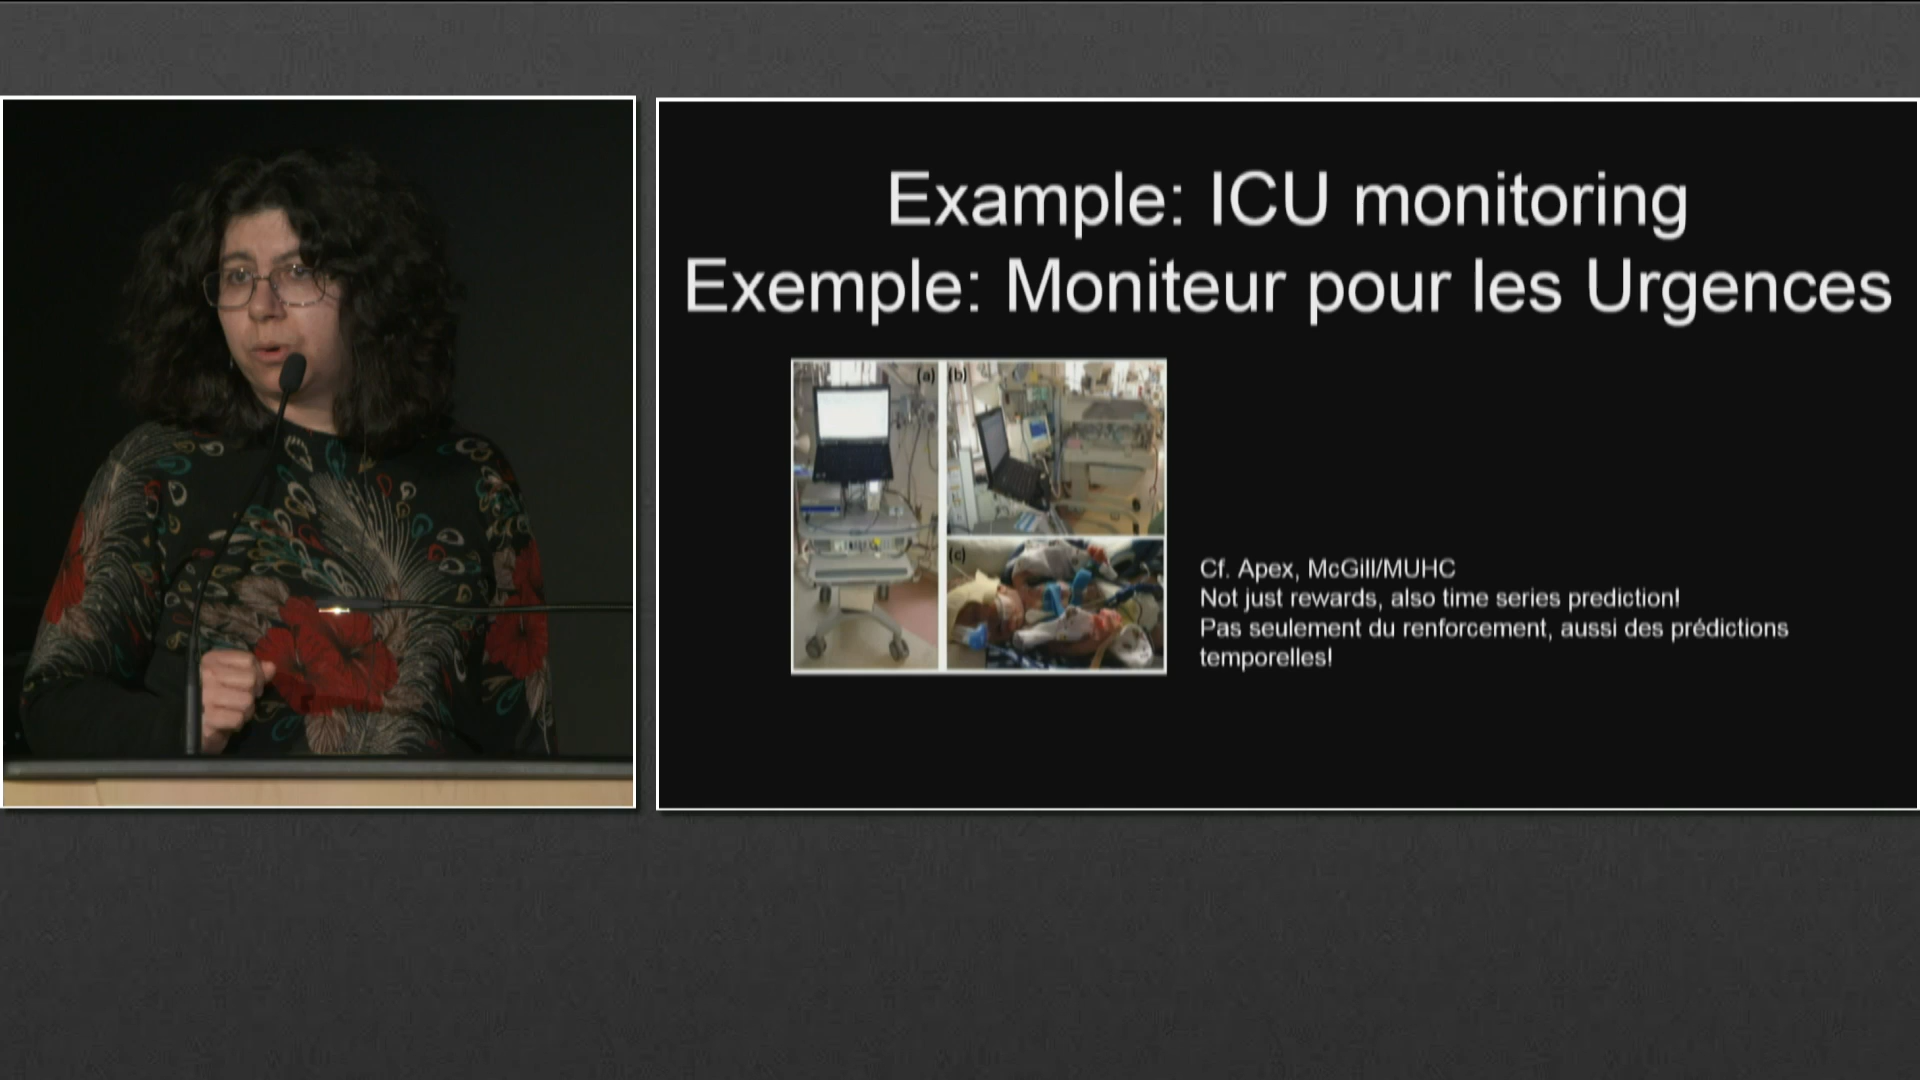 Example: ICU monitoring
Exemple: Moniteur pour les Urgences
(a)
(b)
(c)
Cf. Apex, McGill/MUHC
Not just rewards, also time series prediction!
Pas seulement du renforcement, aussi des prédictions
temporelles!